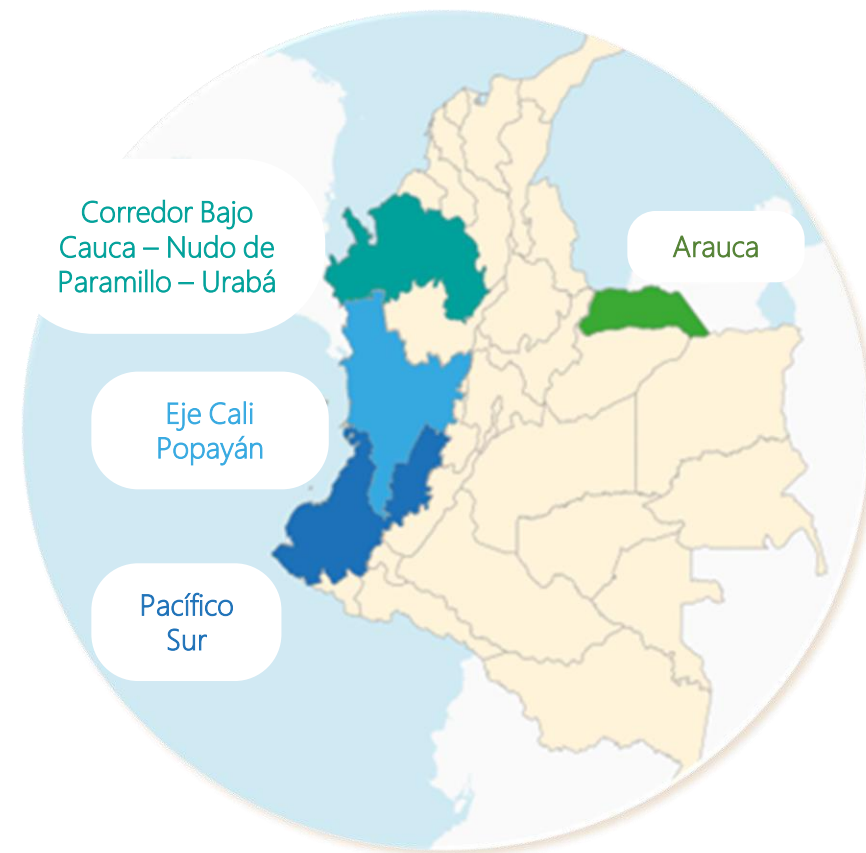 Corredor Bajo
Cauca – Nudo de
Paramillo – Urabá
Arauca
Eje Cali
Popayán
Pacífico
Sur